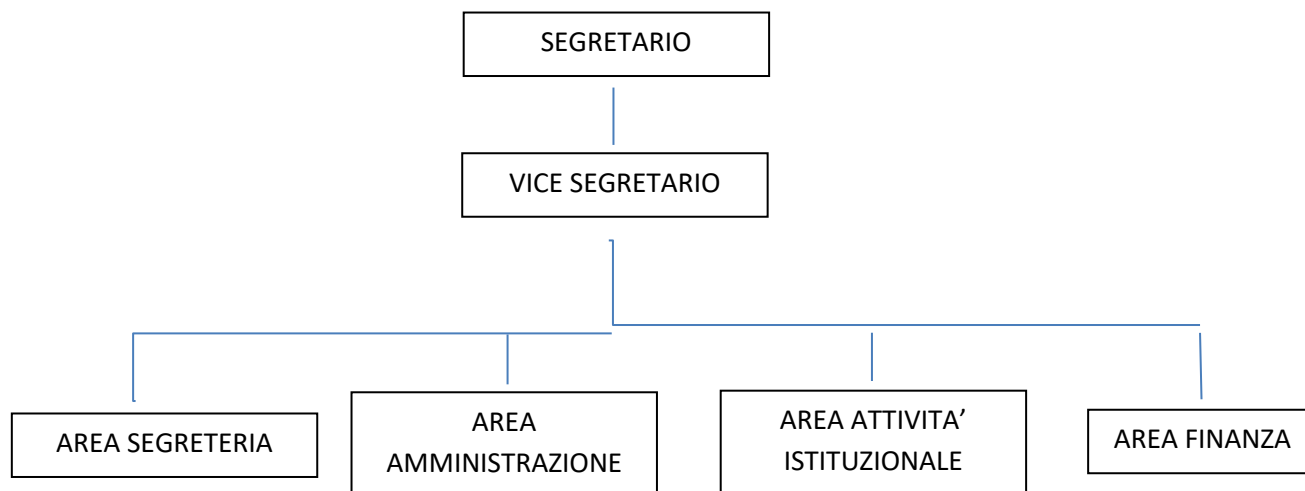 SEGRETARIO
VICE SEGRETARIO
AREA SEGRETERIA
AREA
AMMINISTRAZIONE
AREA ATTIVITA’
ISTITUZIONALE
AREA FINANZA